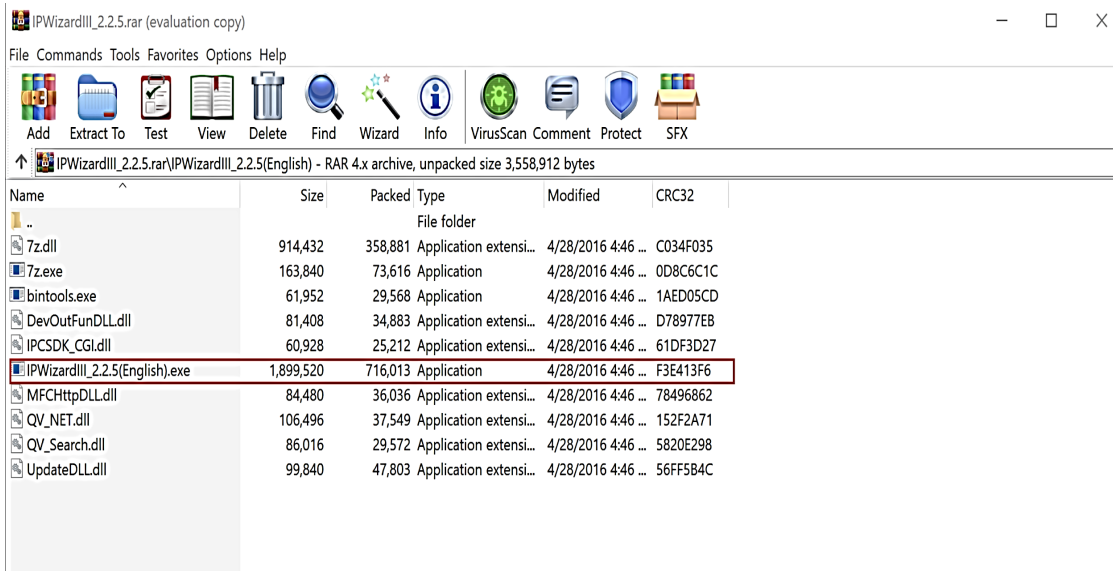 IPWizardIII_2.2.5.rar (evaluation copy)
File Commands Tools Favorites Options Help
Add Extract To Test View Delete Find Wizard Info VirusScan Comment Protect SFX
IPWizardIII_2.2.5.rar\IPWizardIII_2.2.5(English) - RAR 4.x archive, unpacked size 3,558,912 bytes
Name Size Packed Type Modified CRC32
.. File folder
7z.dll 914,432 358,881 Application extensi... 4/28/2016 4:46 ... C034F035
7z.exe 163,840 73,616 Application 4/28/2016 4:46 ... 0D8C6C1C
bintools.exe 61,952 29,568 Application 4/28/2016 4:46 ... 1AED05CD
DevOutFunDLL.dll 81,408 34,883 Application extensi... 4/28/2016 4:46 ... D78977EB
IPCSDK_CGI.dll 60,928 25,212 Application extensi... 4/28/2016 4:46 ... 61DF3D27
IPWizardIII_2.2.5(English).exe 1,899,520 716,013 Application 4/28/2016 4:46 ... F3E413F6
MFCHttpDLL.dll 84,480 36,036 Application extensi... 4/28/2016 4:46 ... 78496862
QV_NET.dll 106,496 37,549 Application extensi... 4/28/2016 4:46 ... 152F2A71
QV_Search.dll 86,016 29,572 Application extensi... 4/28/2016 4:46 ... 5820E298
UpdateDLL.dll 99,840 47,803 Application extensi... 4/28/2016 4:46 ... 56FF5B4C